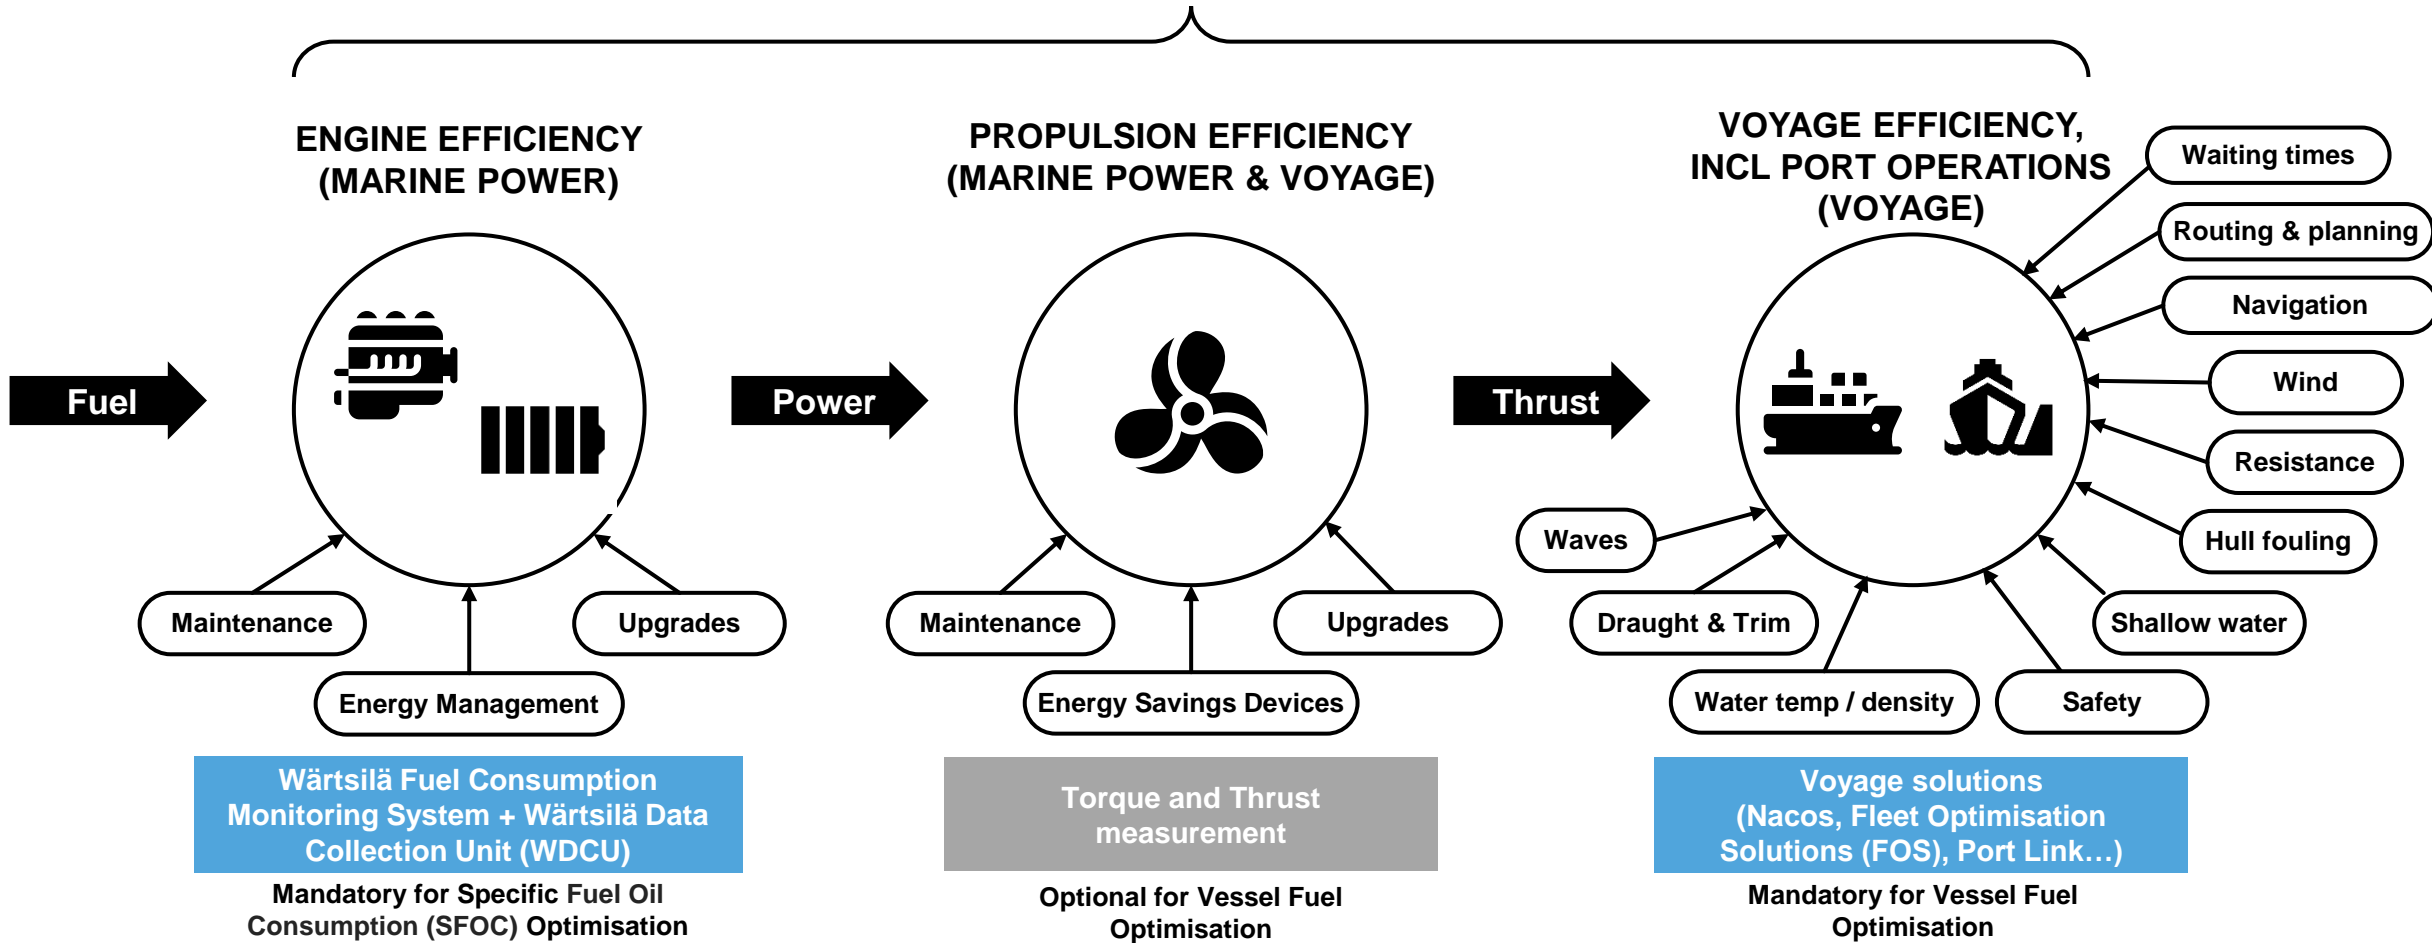 ENGINE EFFICIENCY
(MARINE POWER)
PROPULSION EFFICIENCY
(MARINE POWER & VOYAGE)
VOYAGE EFFICIENCY,
INCL PORT OPERATIONS
(VOYAGE)
Fuel
Power
Thrust
Waiting times
Routing & planning
Navigation
Wind
Resistance
Hull fouling
Shallow water
Safety
Water temp / density
Draught & Trim
Waves
Maintenance
Energy Management
Upgrades
Maintenance
Energy Savings Devices
Upgrades
Wärtsilä Fuel Consumption
Monitoring System + Wärtsilä Data
Collection Unit (WDCU)
Mandatory for Specific Fuel Oil
Consumption (SFOC) Optimisation
Torque and Thrust
measurement
Optional for Vessel Fuel
Optimisation
Voyage solutions
(Nacos, Fleet Optimisation
Solutions (FOS), Port Link…)
Mandatory for Vessel Fuel
Optimisation